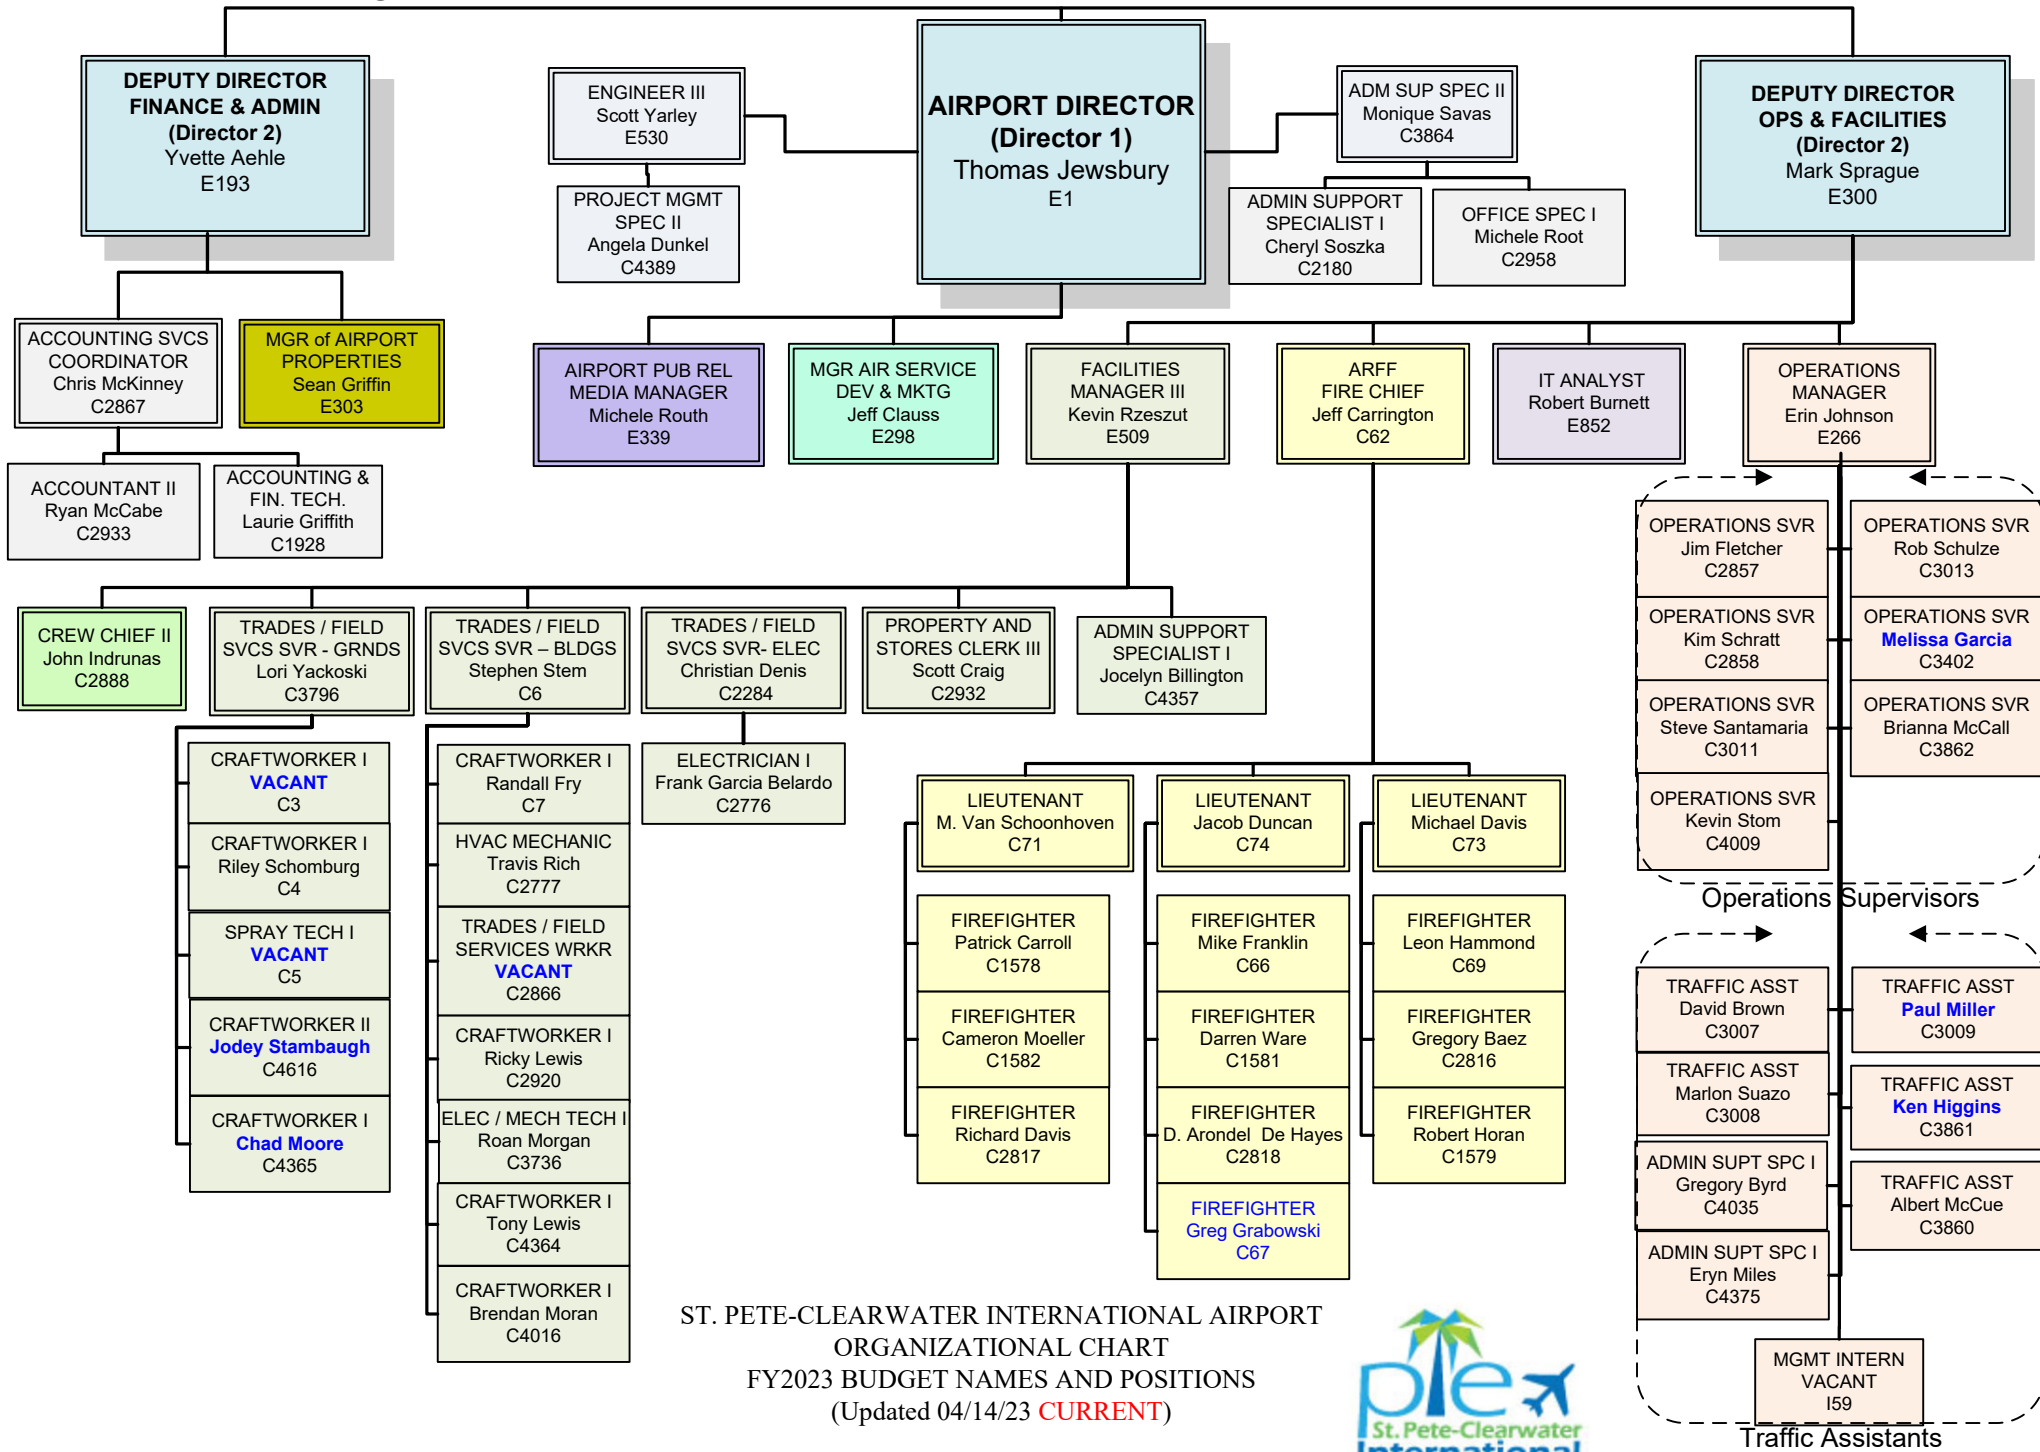 DEPUTY DIRECTOR
FINANCE & ADMIN
(Director 2)
Yvette Aehle
E193
ENGINEER III
Scott Yarley
E530
PROJECT MGMT
SPEC II
Angela Dunkel
C4389
AIRPORT DIRECTOR
(Director 1)
Thomas Jewsbury
E1
ADM SUP SPEC II
Monique Savas
C3864
ADMIN SUPPORT
SPECIALIST I
Cheryl Soszka
C2180
OFFICE SPEC I
Michele Root
C2958
DEPUTY DIRECTOR
OPS & FACILITIES
(Director 2)
Mark Sprague
E300
ACCOUNTING SVCS
COORDINATOR
Chris McKinney
C2867
MGR of AIRPORT
PROPERTIES
Sean Griffin
E303
ACCOUNTANT II
Ryan McCabe
C2933
ACCOUNTING &
FIN. TECH.
Laurie Griffith
C1928
AIRPORT PUB REL
MEDIA MANAGER
Michele Routh
E339
MGR AIR SERVICE
DEV & MKTG
Jeff Clauss
E298
FACILITIES
MANAGER III
Kevin Rzeszut
E509
ARFF
FIRE CHIEF
Jeff Carrington
C62
IT ANALYST
Robert Burnett
E852
OPERATIONS
MANAGER
Erin Johnson
E266
CREW CHIEF II
John Indrunas
C2888
TRADES / FIELD
SVCS SVR - GRNDS
Lori Yackoski
C3796
TRADES / FIELD
SVCS SVR – BLDGS
Stephen Stem
C6
TRADES / FIELD
SVCS SVR- ELEC
Christian Denis
C2284
PROPERTY AND
STORES CLERK III
Scott Craig
C2932
ADMIN SUPPORT
SPECIALIST I
Jocelyn Billington
C4357
CRAFTWORKER I
VACANT
C3
CRAFTWORKER I
Riley Schomburg
C4
SPRAY TECH I
VACANT
C5
CRAFTWORKER II
Jodey Stambaugh
C4616
CRAFTWORKER I
Chad Moore
C4365
CRAFTWORKER I
Randall Fry
C7
HVAC MECHANIC
Travis Rich
C2777
TRADES / FIELD
SERVICES WRKR
VACANT
C2866
CRAFTWORKER I
Ricky Lewis
C2920
ELEC / MECH TECH I
Roan Morgan
C3736
CRAFTWORKER I
Tony Lewis
C4364
CRAFTWORKER I
Brendan Moran
C4016
ELECTRICIAN I
Frank Garcia Belardo
C2776
LIEUTENANT
M. Van Schoonhoven
C71
FIREFIGHTER
Patrick Carroll
C1578
FIREFIGHTER
Cameron Moeller
C1582
FIREFIGHTER
Richard Davis
C2817
LIEUTENANT
Jacob Duncan
C74
FIREFIGHTER
Mike Franklin
C66
FIREFIGHTER
Darren Ware
C1581
FIREFIGHTER
D. Arondel  De Hayes
C2818
FIREFIGHTER
Greg Grabowski
C67
LIEUTENANT
Michael Davis
C73
FIREFIGHTER
Leon Hammond
C69
FIREFIGHTER
Gregory Baez
C2816
FIREFIGHTER
Robert Horan
C1579
OPERATIONS SVR
Jim Fletcher
C2857
OPERATIONS SVR
Kim Schratt
C2858
OPERATIONS SVR
Steve Santamaria
C3011
OPERATIONS SVR
Kevin Stom
C4009
OPERATIONS SVR
Rob Schulze
C3013
OPERATIONS SVR
Melissa Garcia
C3402
OPERATIONS SVR
Brianna McCall
C3862
Operations Supervisors
TRAFFIC ASST
David Brown
C3007
TRAFFIC ASST
Marlon Suazo
C3008
ADMIN SUPT SPC I
Gregory Byrd
C4035
ADMIN SUPT SPC I
Eryn Miles
C4375
TRAFFIC ASST
Paul Miller
C3009
TRAFFIC ASST
Ken Higgins
C3861
TRAFFIC ASST
Albert McCue
C3860
MGMT INTERN
VACANT
I59
Traffic Assistants
ST. PETE-CLEARWATER INTERNATIONAL AIRPORT
ORGANIZATIONAL CHART
FY2023 BUDGET NAMES AND POSITIONS
(Updated 04/14/23 CURRENT)
pie
St. Pete-Clearwater
International